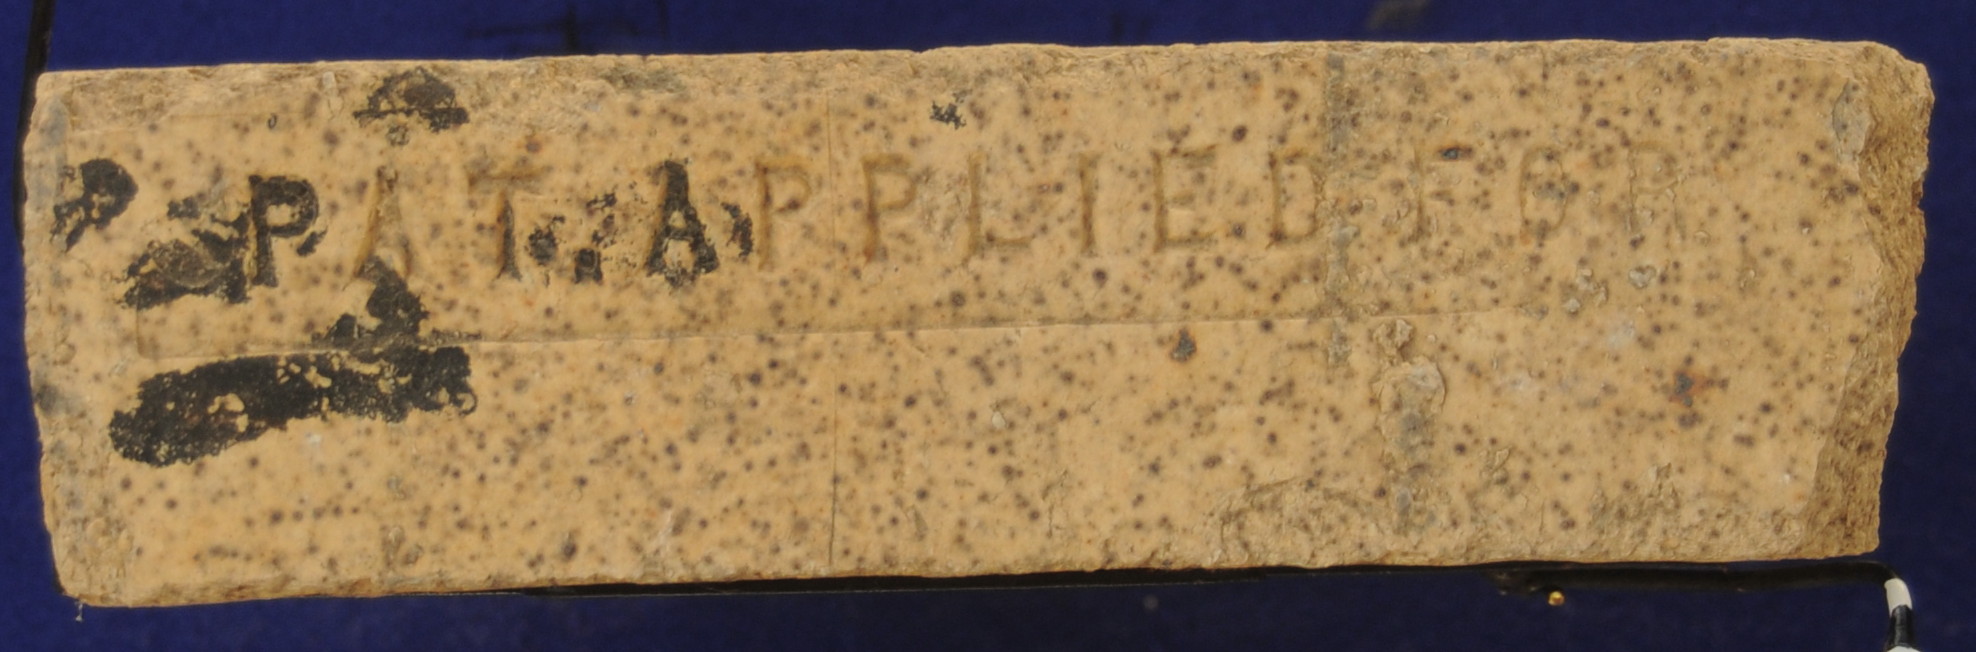 PAT. APPLIED FOR